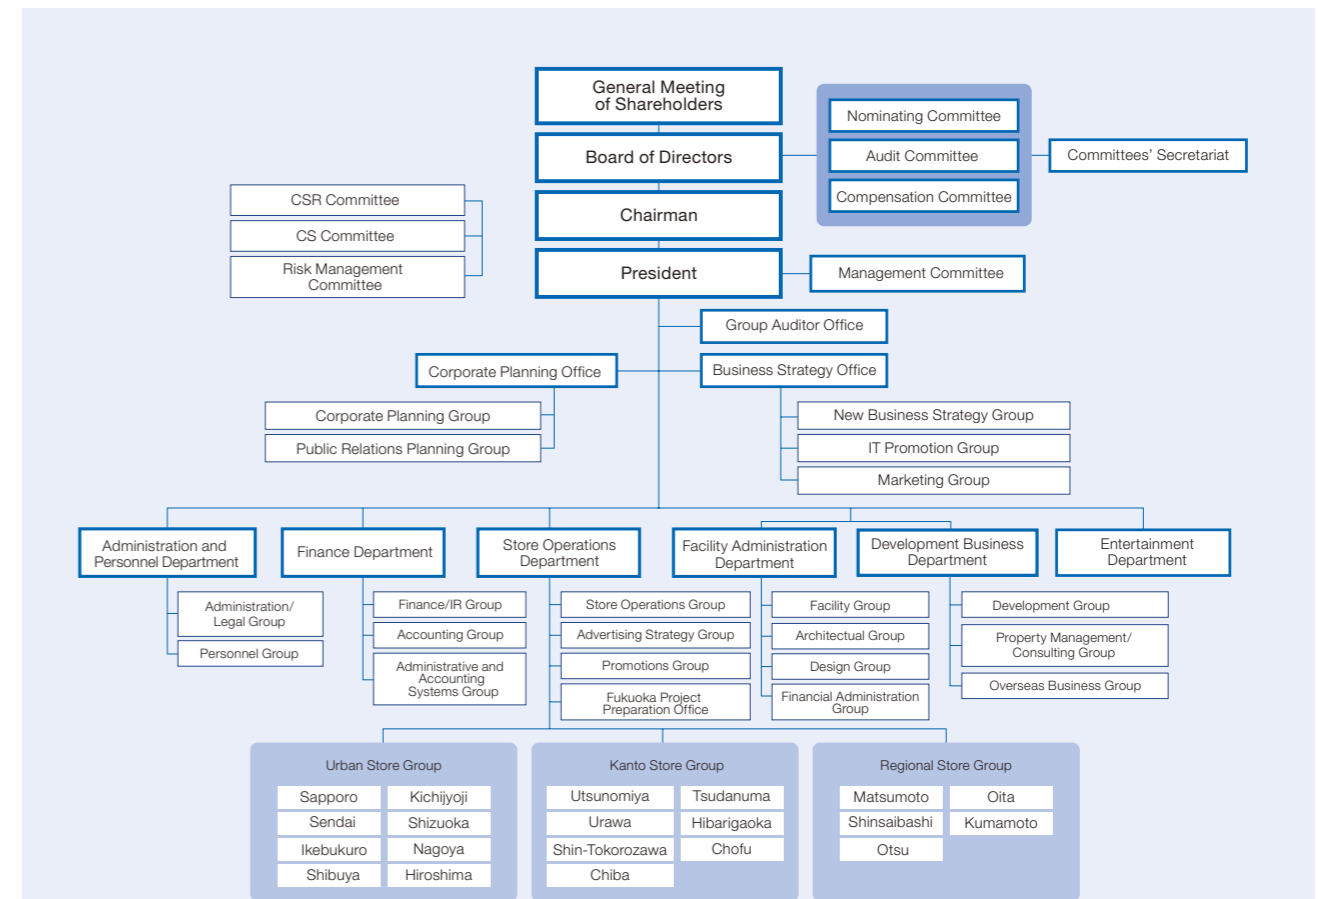 General Meeting
of Shareholders
Board of Directors
Chairman
President
Nominating Committee
Audit Committee
Compensation Committee
Committees' Secretariat
CSR Committee
CS Committee
Risk Management
Committee
Management Committee
Group Auditor Office
Corporate Planning Office
Business Strategy Office
Corporate Planning Group
Public Relations Planning Group
New Business Strategy Group
IT Promotion Group
Marketing Group
Administration and
Personnel Department
Finance Department
Store Operations
Department
Facility Administration
Department
Development Business
Department
Entertainment
Department
Administration/
Legal Group
Personnel Group
Finance/IR Group
Accounting Group
Administrative and
Accounting
Systems Group
Store Operations Group
Advertising Strategy Group
Promotions Group
Fukuoka Project
Preparation Office
Facility Group
Architectual Group
Design Group
Financial Administration
Group
Development Group
Property Management/
Consulting Group
Overseas Business Group
Urban Store Group
Sapporo
Kichijyoji
Sendai
Shizuoka
Ikebukuro
Nagoya
Shibuya
Hiroshima
Kanto Store Group
Utsunomiya
Tsudanuma
Urawa
Hibarigaoka
Shin-Tokorozawa
Chofu
Chiba
Regional Store Group
Matsumoto
Oita
Shinsaibashi
Kumamoto
Otsu